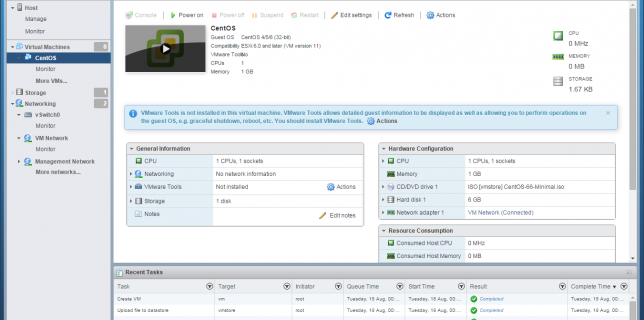 Host
Manage
Monitor
Virtual Machines
CentOS
Monitor
More VMs...
Storage 1
Networking
vSwitch0
Monitor
VM Network
Monitor
Management Network
More networks...
Console Power on Power off Suspend Restart Edit settings Refresh Actions
CentOS
Guest OS CentOS 4/5/6 (32-bit)
Compatibility ESXi 6.0 and later (VM version 11)
VMware Tools No
CPUs 1
Memory 1 GB
CPU
0 MHz
MEMORY
0 MB
STORAGE
1.67 KB
VMware Tools is not installed in this virtual machine. VMware Tools allows detailed guest information to be displayed as well as allowing you to perform operations on
the guest OS, e.g. graceful shutdown, reboot, etc. You should install VMware Tools. Actions
General Information
CPU 1 CPUs, 1 sockets
Networking No network information
VMware Tools Not installed Actions
Storage 1 disk
Notes Edit notes
Hardware Configuration
CPU 1 CPUs, 1 sockets
Memory 1 GB
CD/DVD drive 1 ISO [vmstore] CentOS-66-Minimal.iso
Hard disk 1 6 GB
Network adapter 1 VM Network (Connected)
Resource Consumption
Consumed Host CPU 0 MHz
Consumed Host Memory 0 MB
Recent Tasks
Task Target Initiator Queue Time Start Time Result Complete Time
Create VM vm root Tuesday, 18 Aug, 00:... Tuesday, 18 Aug, 00:... Completed Tuesday, 18 Aug, 00:...
Upload file to datastore vmstore root Tuesday, 18 Aug, 00:... Tuesday, 18 Aug, 00:... Completed Tuesday, 18 Aug, 00:...